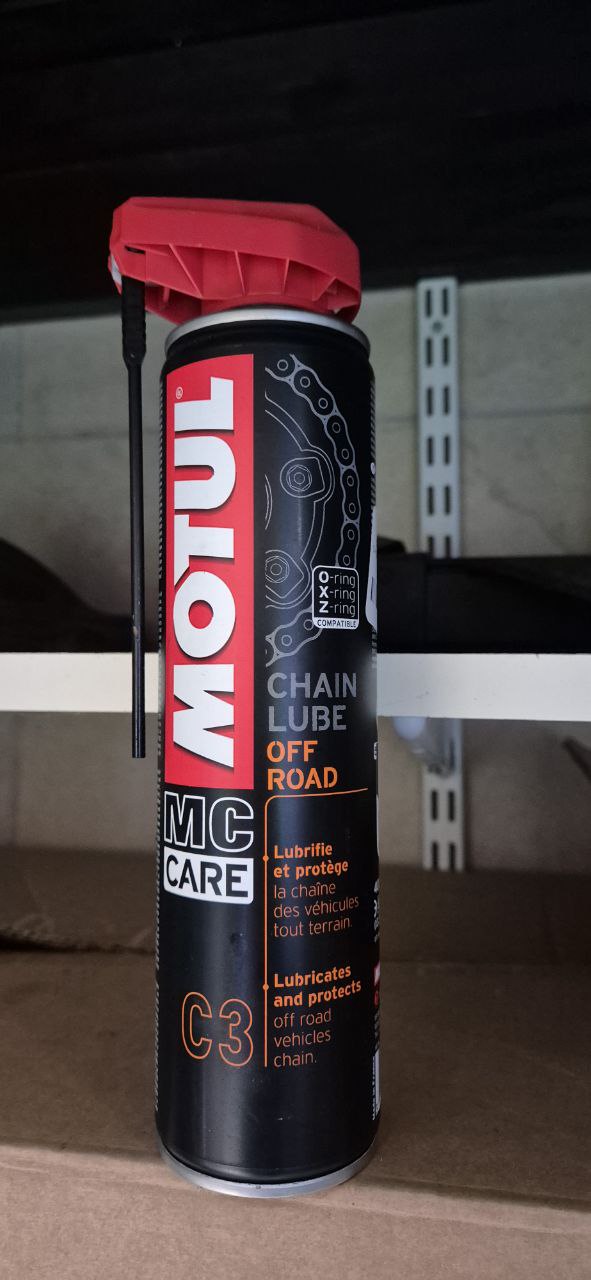 MOTUL®
MC
CARE
C3
O-ring
X-ring
Z-ring
COMPATIBLE
CHAIN
LUBE
OFF
ROAD
Lubrifie
et protège
la chaîne
des véhicules
tout terrain.
Lubricates
and protects
off road
vehicles
chain.